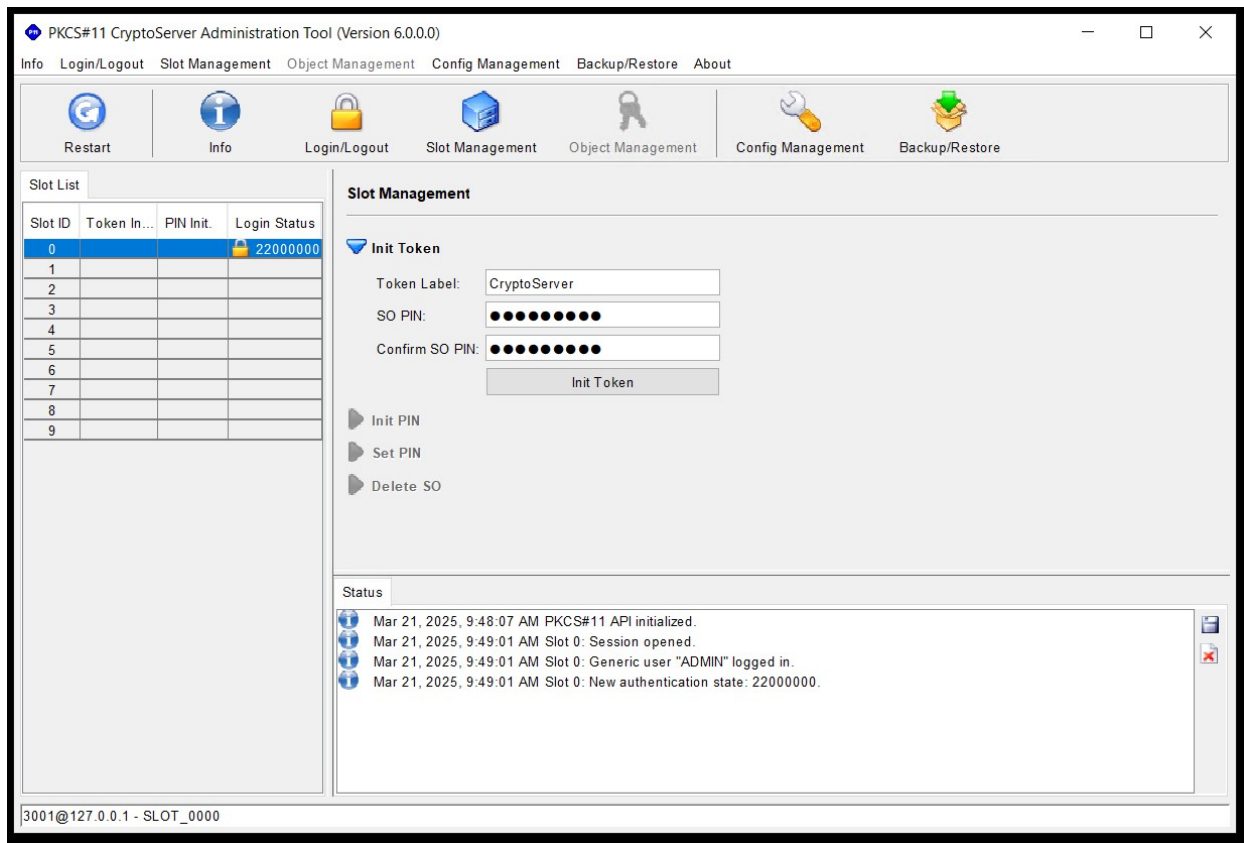 PKCS#11 CryptoServer Administration Tool (Version 6.0.0.0)
Info Login/Logout Slot Management Object Management Config Management Backup/Restore About
Restart Info Login/Logout Slot Management Object Management Config Management Backup/Restore
Slot List
Slot ID Token In... PIN Init. Login Status
0 22000000
1
2
3
4
5
6
7
8
9
Slot Management
Init Token
Token Label: CryptoServer
SO PIN: ●●●●●●●●●
Confirm SO PIN: ●●●●●●●●●
Init Token
Init PIN
Set PIN
Delete SO
Status
Mar 21, 2025, 9:48:07 AM PKCS#11 API initialized.
Mar 21, 2025, 9:49:01 AM Slot 0: Session opened.
Mar 21, 2025, 9:49:01 AM Slot 0: Generic user "ADMIN" logged in.
Mar 21, 2025, 9:49:01 AM Slot 0: New authentication state: 22000000.
3001@127.0.0.1 - SLOT_0000